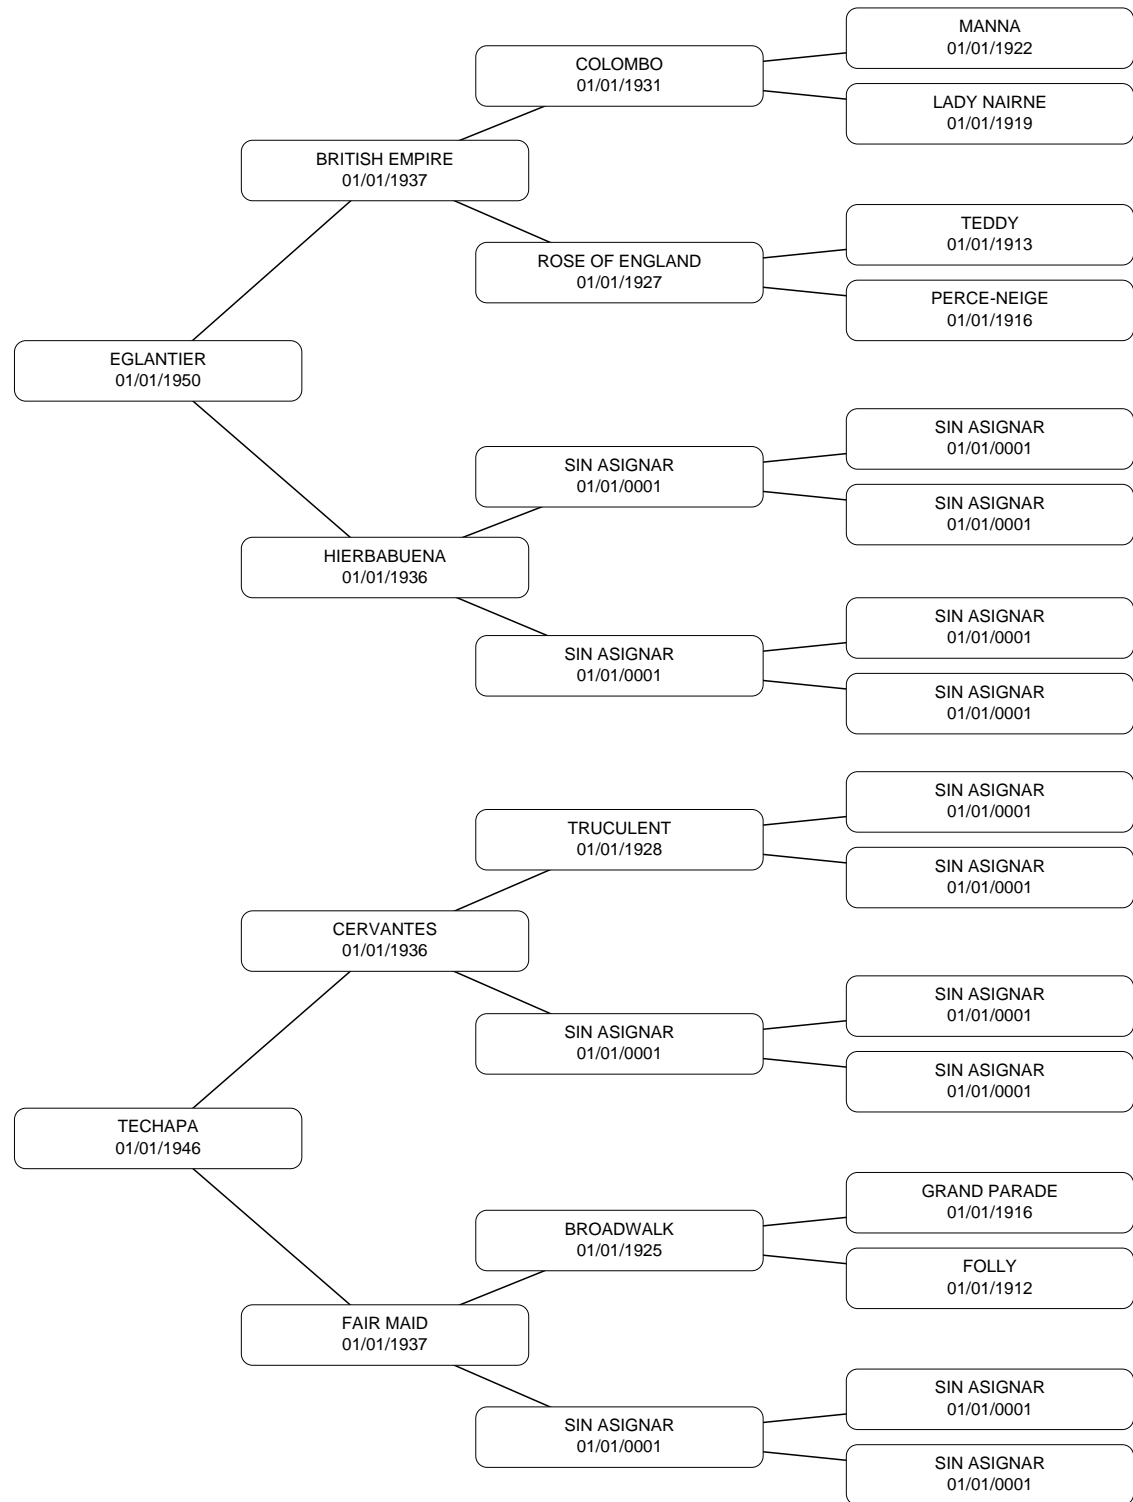 MANNA
01/01/1922
COLOMBO
01/01/1931
LADY NAIRNE
01/01/1919
BRITISH EMPIRE
01/01/1937
TEDDY
01/01/1913
ROSE OF ENGLAND
01/01/1927
PERCE-NEIGE
01/01/1916
EGLANTIER
01/01/1950
SIN ASIGNAR
01/01/0001
SIN ASIGNAR
01/01/0001
SIN ASIGNAR
01/01/0001
HIERBABUENA
01/01/1936
SIN ASIGNAR
01/01/0001
SIN ASIGNAR
01/01/0001
SIN ASIGNAR
01/01/0001
SIN ASIGNAR
01/01/0001
TRUCULENT
01/01/1928
SIN ASIGNAR
01/01/0001
CERVANTES
01/01/1936
SIN ASIGNAR
01/01/0001
SIN ASIGNAR
01/01/0001
SIN ASIGNAR
01/01/0001
TECHAPA
01/01/1946
GRAND PARADE
01/01/1916
BROADWALK
01/01/1925
FOLLY
01/01/1912
FAIR MAID
01/01/1937
SIN ASIGNAR
01/01/0001
SIN ASIGNAR
01/01/0001
SIN ASIGNAR
01/01/0001